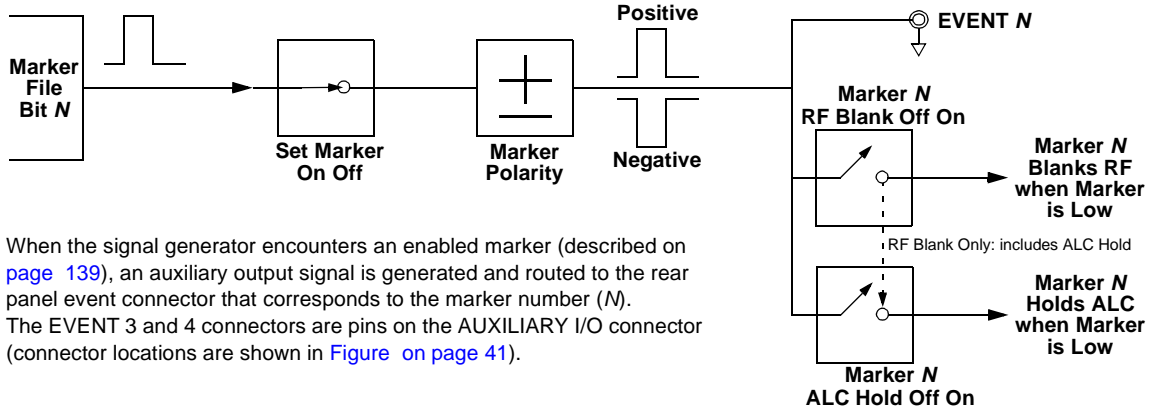 Positive
EVENT N
Marker
File
Bit N
Set Marker
On Off
Marker
Polarity
Negative
Marker N
RF Blank Off On
Marker N
Blanks RF
when Marker
is Low
RF Blank Only: includes ALC Hold
When the signal generator encounters an enabled marker (described on
page 139), an auxiliary output signal is generated and routed to the rear
panel event connector that corresponds to the marker number (N).
The EVENT 3 and 4 connectors are pins on the AUXILIARY I/O connector
(connector locations are shown in Figure on page 41).
Marker N
Holds ALC
when Marker
is Low
Marker N
ALC Hold Off On